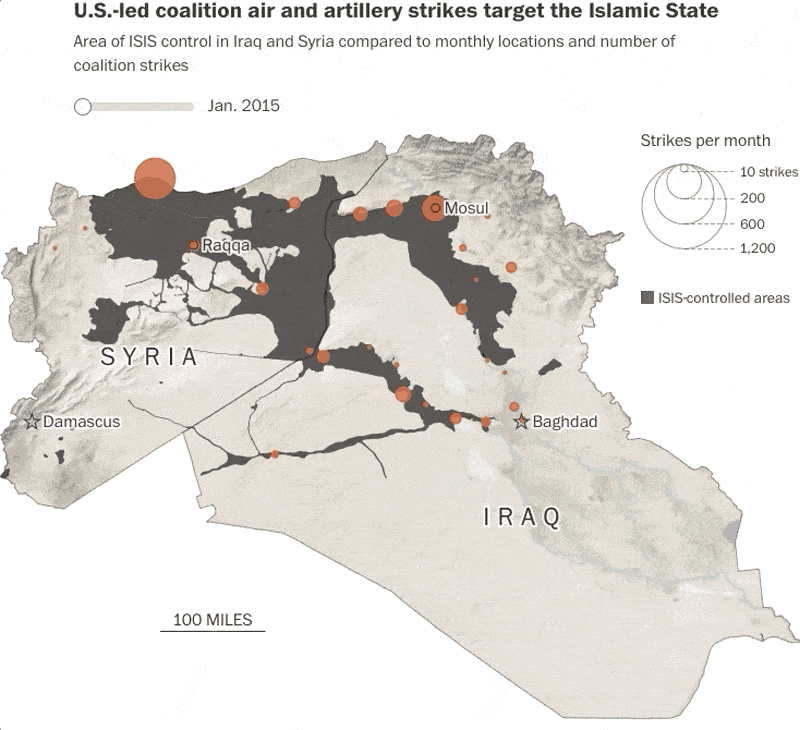 U.S.-led coalition air and artillery strikes target the Islamic State
Area of ISIS control in Iraq and Syria compared to monthly locations and number of
coalition strikes
Jan. 2015
Strikes per month
10 strikes
200
600
1,200
ISIS-controlled areas
Mosul
Raqqa
SYRIA
Damascus
Baghdad
IRAQ
100 MILES